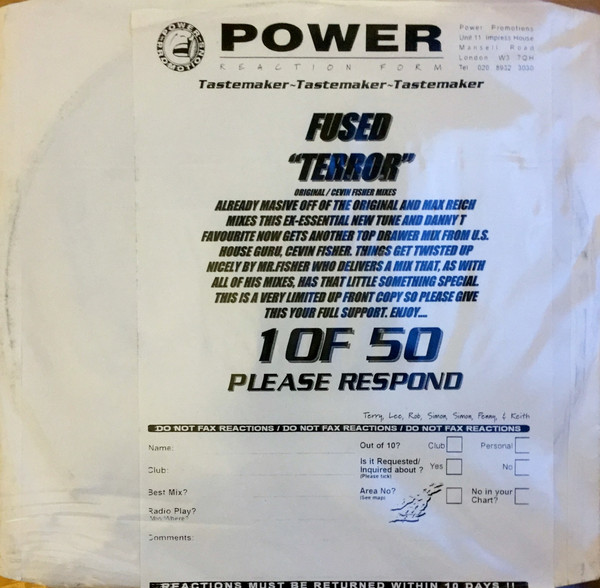 POWER PROMOTIONS
POWER
REACTION FORM
Power Promotions
Unit 11 Impress House
Mansell Road
London W3 7QH
Tel 020 8932 3030
Tastemaker~Tastemaker~Tastemaker
FUSED
"TERROR"
ORIGINAL / CEVIN FISHER MIXES
ALREADY MASIVE OFF OF THE ORIGINAL AND MAX REICH
MIXES THIS EX-ESSENTIAL NEW TUNE AND DANNY T
FAVOURITE NOW GETS ANOTHER TOP DRAWER MIX FROM U.S.
HOUSE GURU, CEVIN FISHER. THINGS GET TWISTED UP
NICELY BY MR.FISHER WHO DELIVERS A MIX THAT, AS WITH
ALL OF HIS MIXES, HAS THAT LITTLE SOMETHING SPECIAL.
THIS IS A VERY LIMITED UP FRONT COPY SO PLEASE GIVE
THIS YOUR FULL SUPPORT. ENJOY....
1 OF 50
PLEASE RESPOND
Terry, Lee, Rob, Simon, Simon, Penny, & Keith
DO NOT FAX REACTIONS / DO NOT FAX REACTIONS / DO NOT FAX REACTIONS
Name: Out of 10? Club Personal
Club: Is it Requested/ Inquired about ? (Please tick) Yes No
Best Mix? Area No? (See map) No in your Chart?
Radio Play?
Comments:
REACTIONS MUST BE RETURNED WITHIN 10 DAYS !!